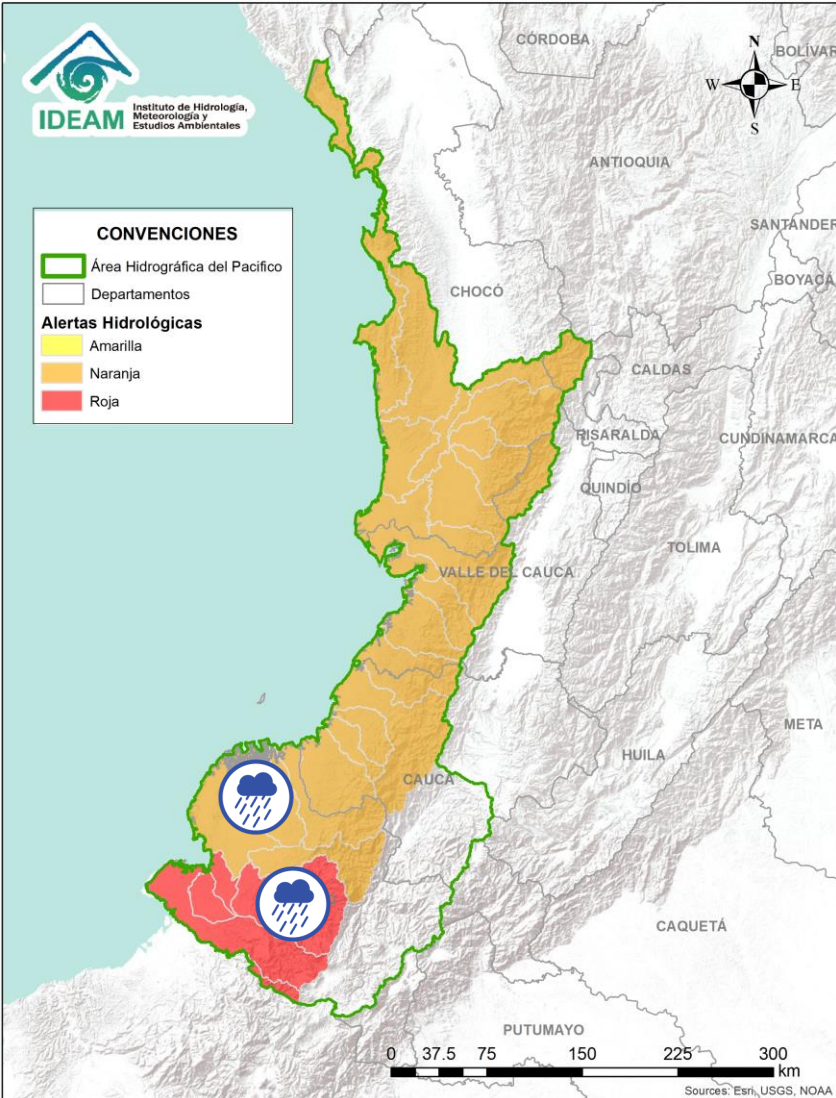 IDEAM
Instituto de Hidrología,
Meteorología y
Estudios Ambientales
CÓRDOBA
BOLÍVAR
N
W
E
S
ANTIOQUIA
SANTANDER
BOYACÁ
CONVENCIONES
Área Hidrográfica del Pacifico
Departamentos
Alertas Hidrológicas
Amarilla
Naranja
Roja
CHOCÓ
CALDAS
RISARALDA
CUNDINAMARCA
QUINDÍO
TOLIMA
VALLE DEL CAUCA
META
HUILA
CAUCA
CAQUETÁ
PUTUMAYO
0 37.5 75 150 225 300
km
Sources: Esri, USGS, NOAA